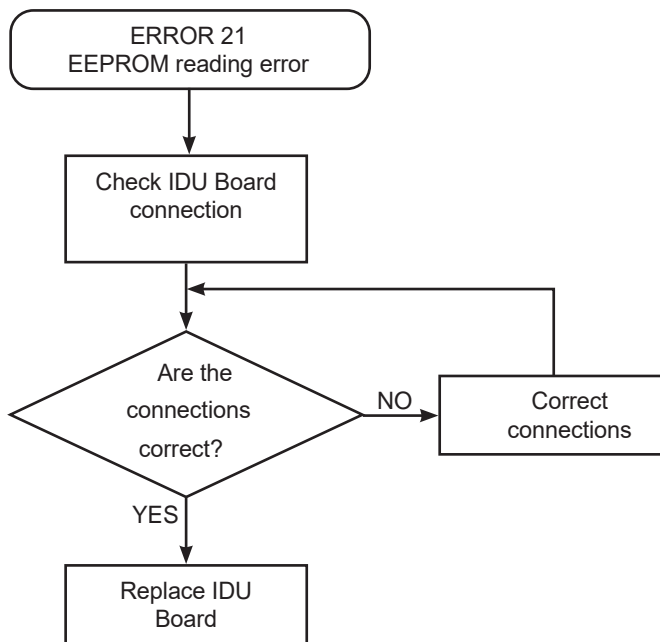 ERROR 21
EEPROM reading error
Check IDU Board
connection
Are the
connections
correct?
NO
Correct
connections
YES
Replace IDU
Board